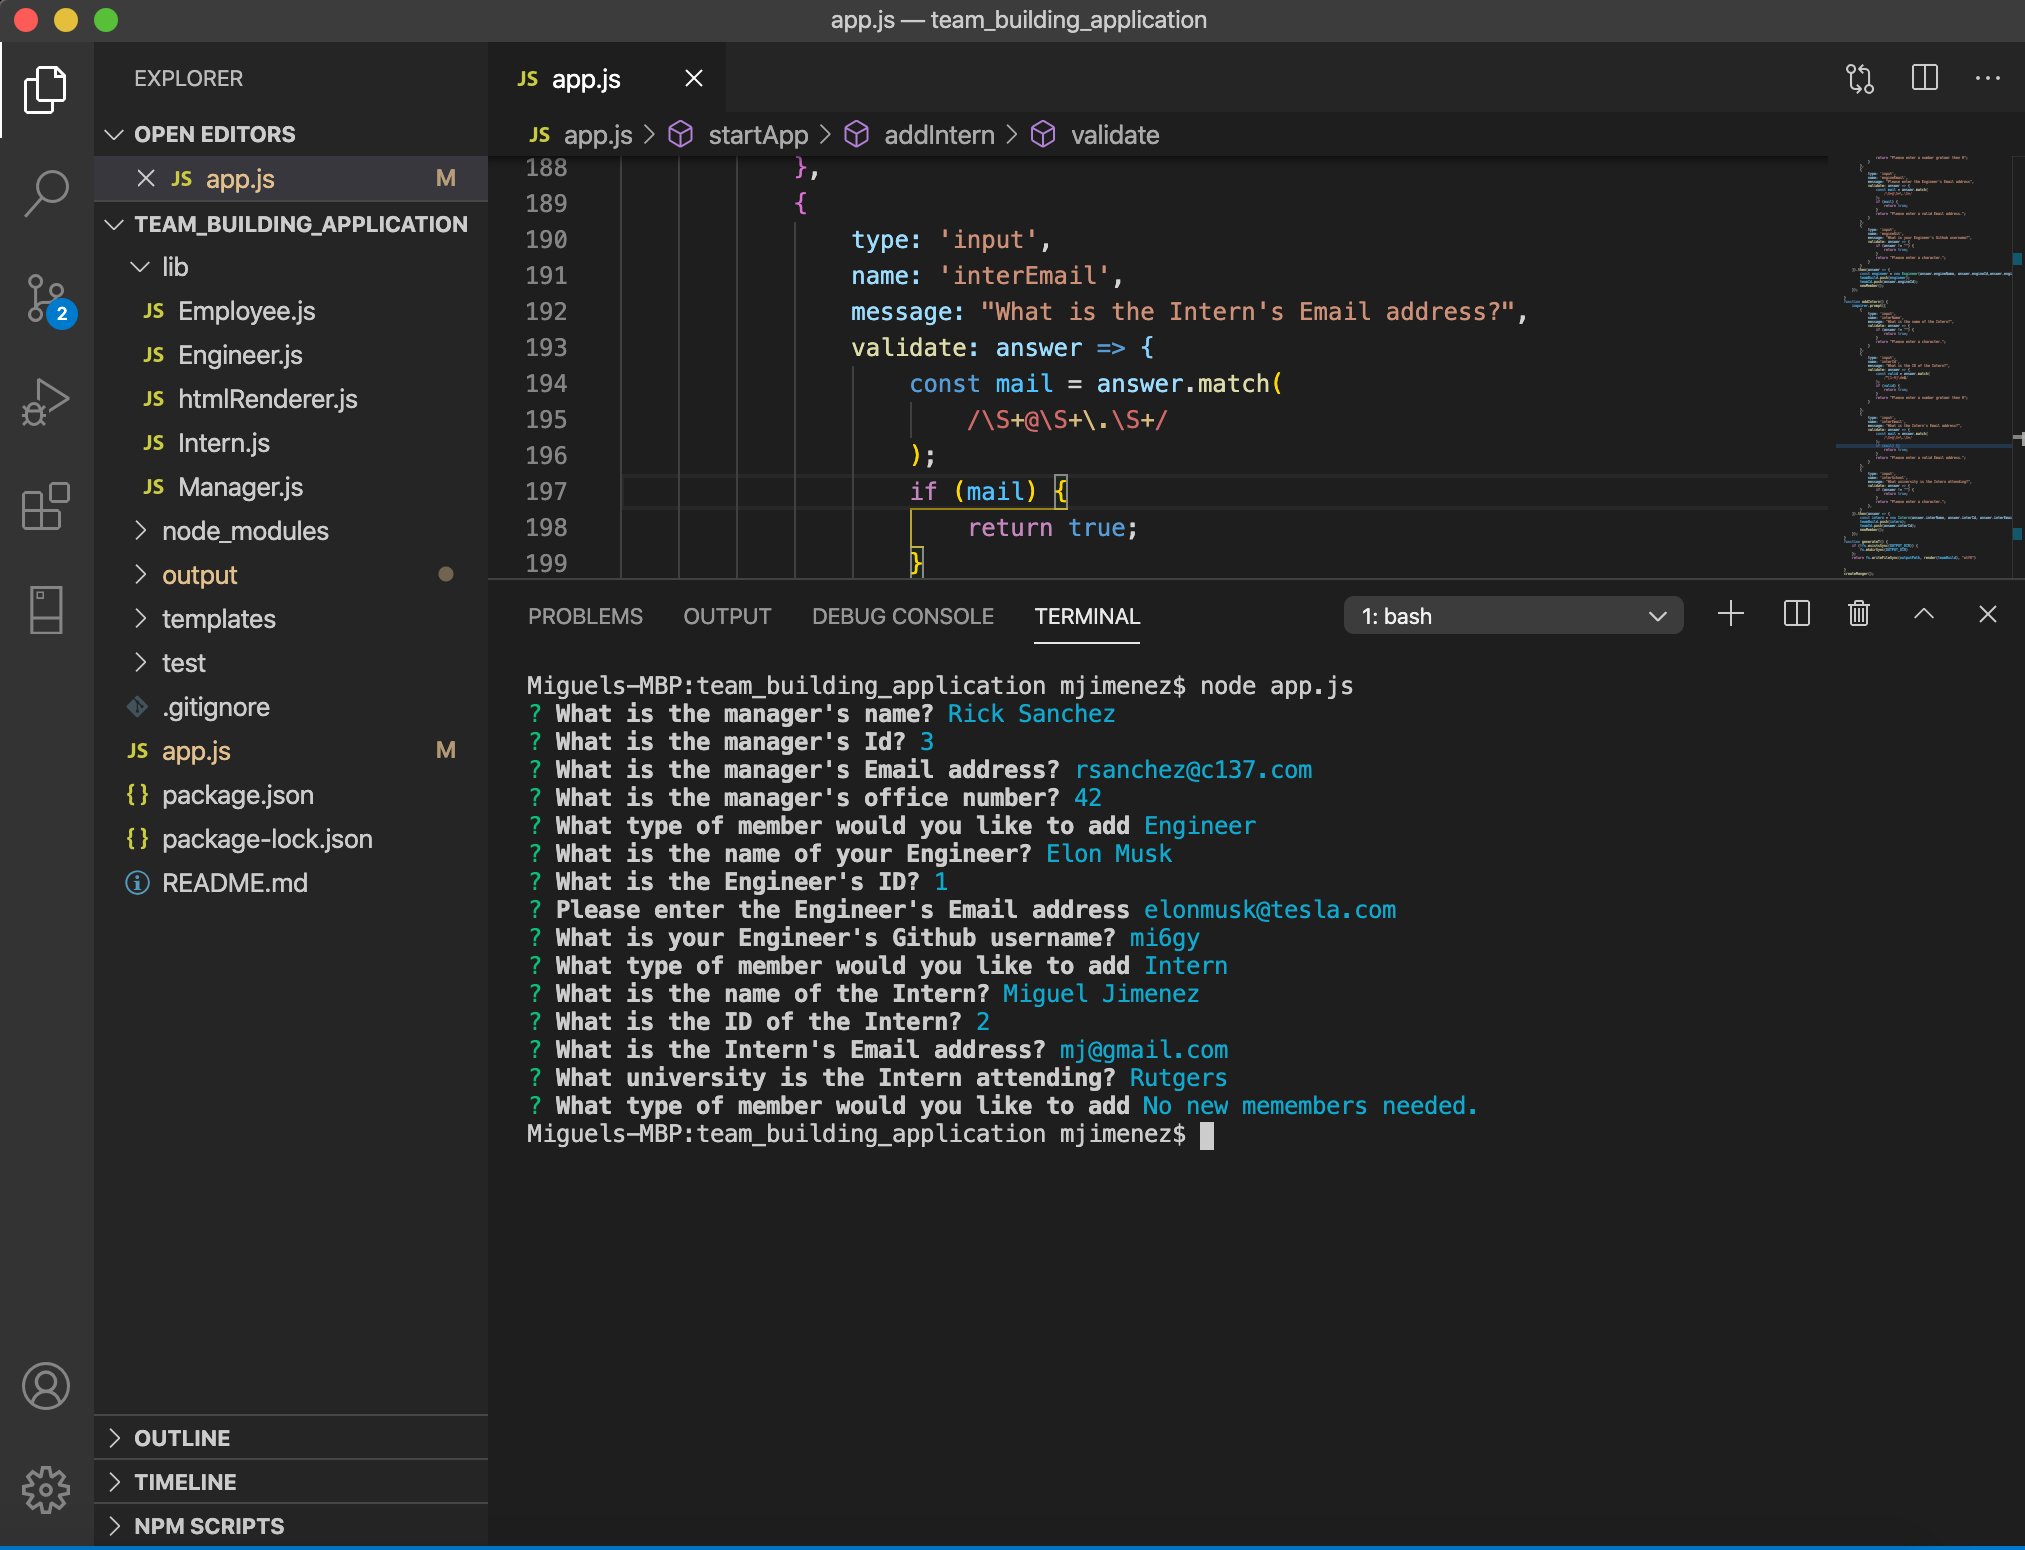 app.js — team_building_application
EXPLORER
OPEN EDITORS
JS app.js M
TEAM_BUILDING_APPLICATION
lib
JS Employee.js
JS Engineer.js
JS htmlRenderer.js
JS Intern.js
JS Manager.js
node_modules
output
templates
test
.gitignore
JS app.js M
{} package.json
{} package-lock.json
README.md
OUTLINE
TIMELINE
NPM SCRIPTS
2
JS app.js
JS app.js > startApp > addIntern > validate
188 },
189 {
190 type: 'input',
191 name: 'interEmail',
192 message: "What is the Intern's Email address?",
193 validate: answer => {
194 const mail = answer.match(
195 /\S+@\S+\.\S+/
196 );
197 if (mail) {
198 return true;
199 }
PROBLEMS OUTPUT DEBUG CONSOLE TERMINAL 1: bash
Miguels-MBP:team_building_application mjimenez$ node app.js
? What is the manager's name? Rick Sanchez
? What is the manager's Id? 3
? What is the manager's Email address? rsanchez@c137.com
? What is the manager's office number? 42
? What type of member would you like to add Engineer
? What is the name of your Engineer? Elon Musk
? What is the Engineer's ID? 1
? Please enter the Engineer's Email address elonmusk@tesla.com
? What is your Engineer's Github username? mi6gy
? What type of member would you like to add Intern
? What is the name of the Intern? Miguel Jimenez
? What is the ID of the Intern? 2
? What is the Intern's Email address? mj@gmail.com
? What university is the Intern attending? Rutgers
? What type of member would you like to add No new memembers needed.
Miguels-MBP:team_building_application mjimenez$